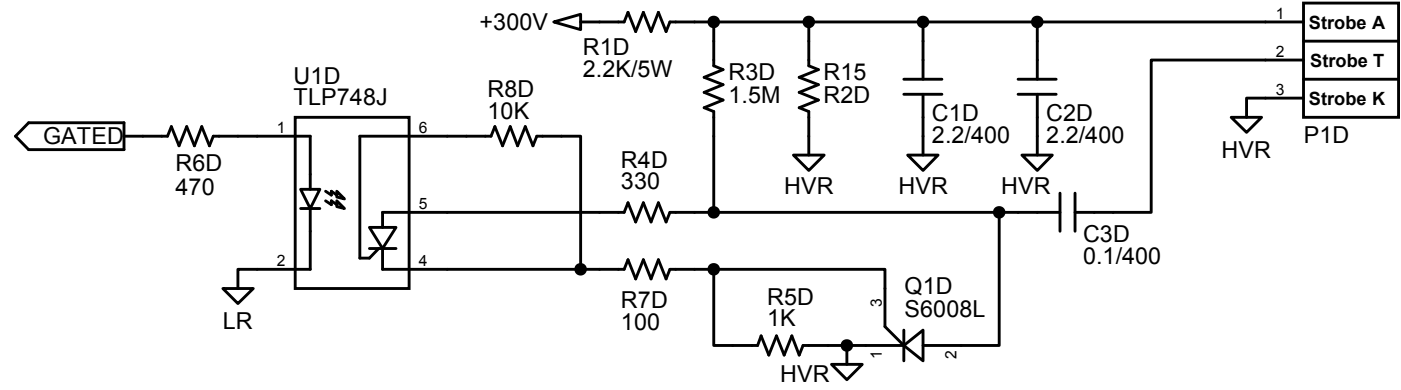 +300V
R1D
2.2K/5W
R3D
1.5M
R15
R2D
C1D
2.2/400
C2D
2.2/400
HVR
HVR
HVR
1
Strobe A
2
Strobe T
3
Strobe K
P1D
HVR
U1D
TLP748J
R8D
10K
GATED
R6D
470
1
2
6
5
4
LR
R4D
330
C3D
0.1/400
R7D
100
R5D
1K
HVR
Q1D
S6008L
3
1
2